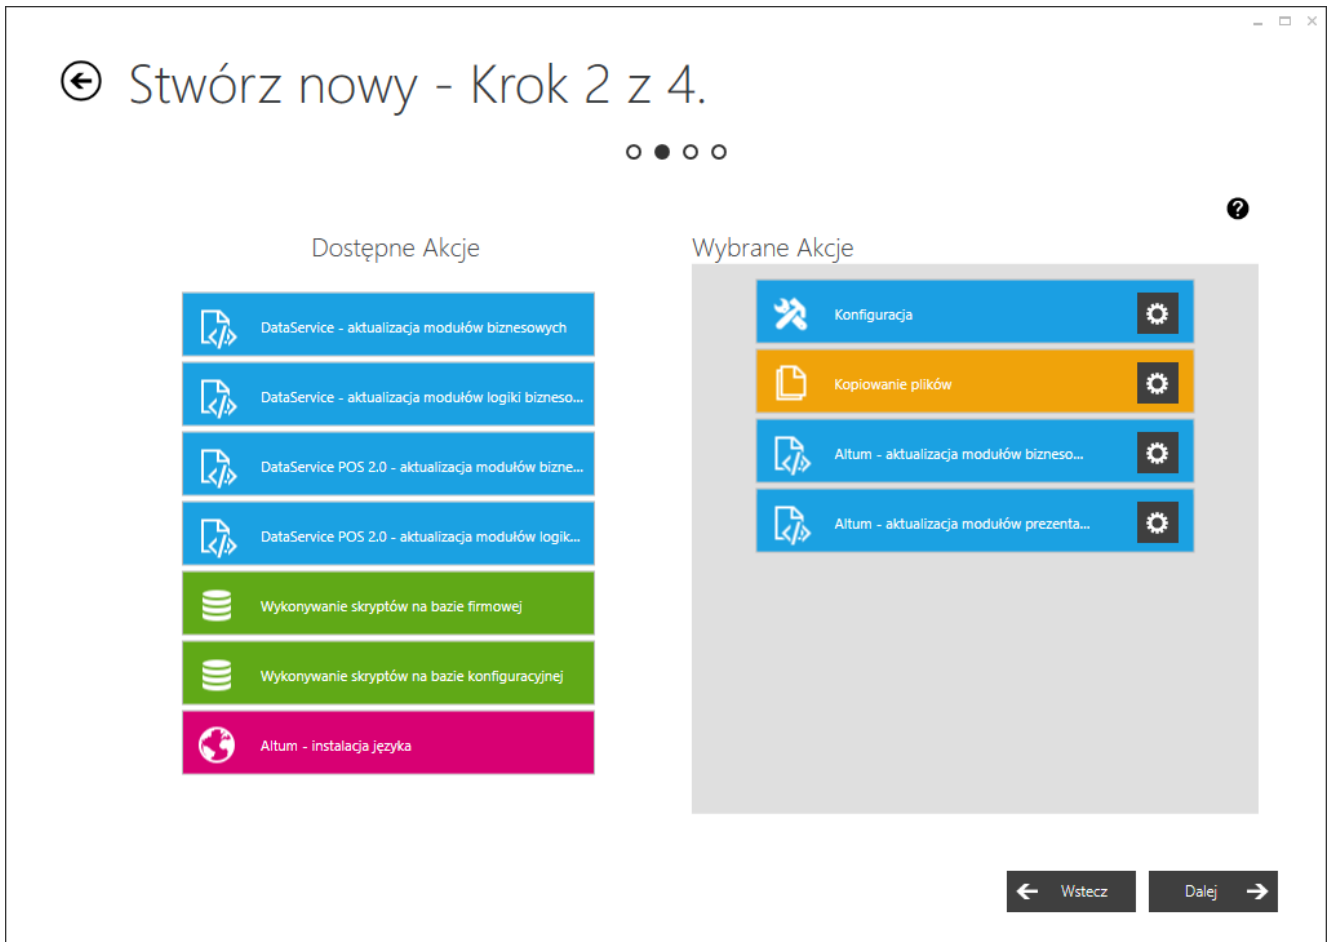 Stwórz nowy - Krok 2 z 4.
Dostępne Akcje
DataService - aktualizacja modułów biznesowych
DataService - aktualizacja modułów logiki bizneso...
DataService POS 2.0 - aktualizacja modułów bizne...
DataService POS 2.0 - aktualizacja modułów logik...
Wykonywanie skryptów na bazie firmowej
Wykonywanie skryptów na bazie konfiguracyjnej
Altum - instalacja języka
Wybrane Akcje
Konfiguracja
Kopiowanie plików
Altum - aktualizacja modułów bizneso...
Altum - aktualizacja modułów prezenta...
Wstecz
Dalej